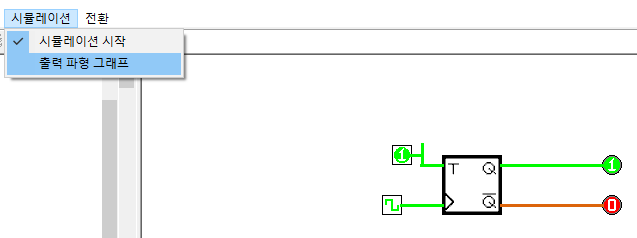 시뮬레이션 전환
시뮬레이션 시작
출력 파형 그래프
1 T Q 1
Q̅ 0